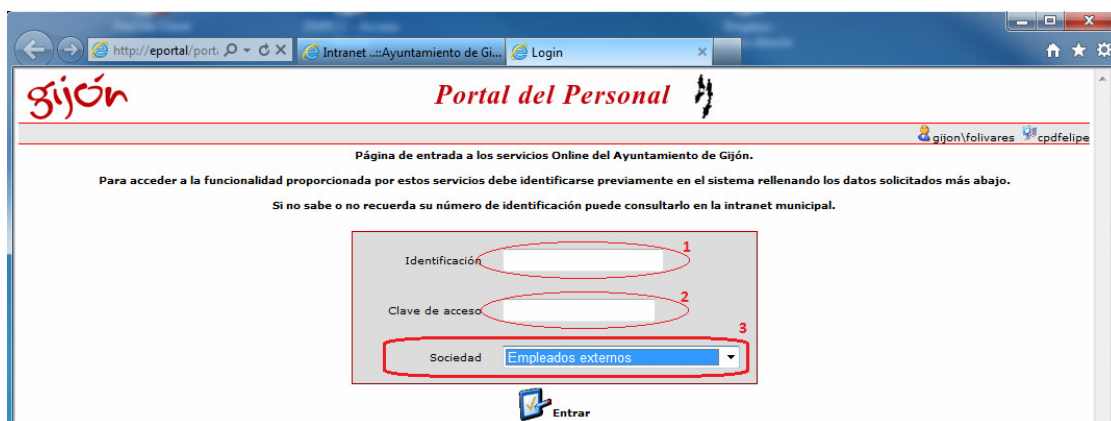 http://eportal/port
Intranet ..::Ayuntamiento de Gi...
Login
gijón
Portal del Personal
gijon\folivares
cpdfelipe
Página de entrada a los servicios Online del Ayuntamiento de Gijón.
Para acceder a la funcionalidad proporcionada por estos servicios debe identificarse previamente en el sistema rellenando los datos solicitados más abajo.
Si no sabe o no recuerda su número de identificación puede consultarlo en la intranet municipal.
Identificación
1
Clave de acceso
2
3
Sociedad
Empleados externos
Entrar